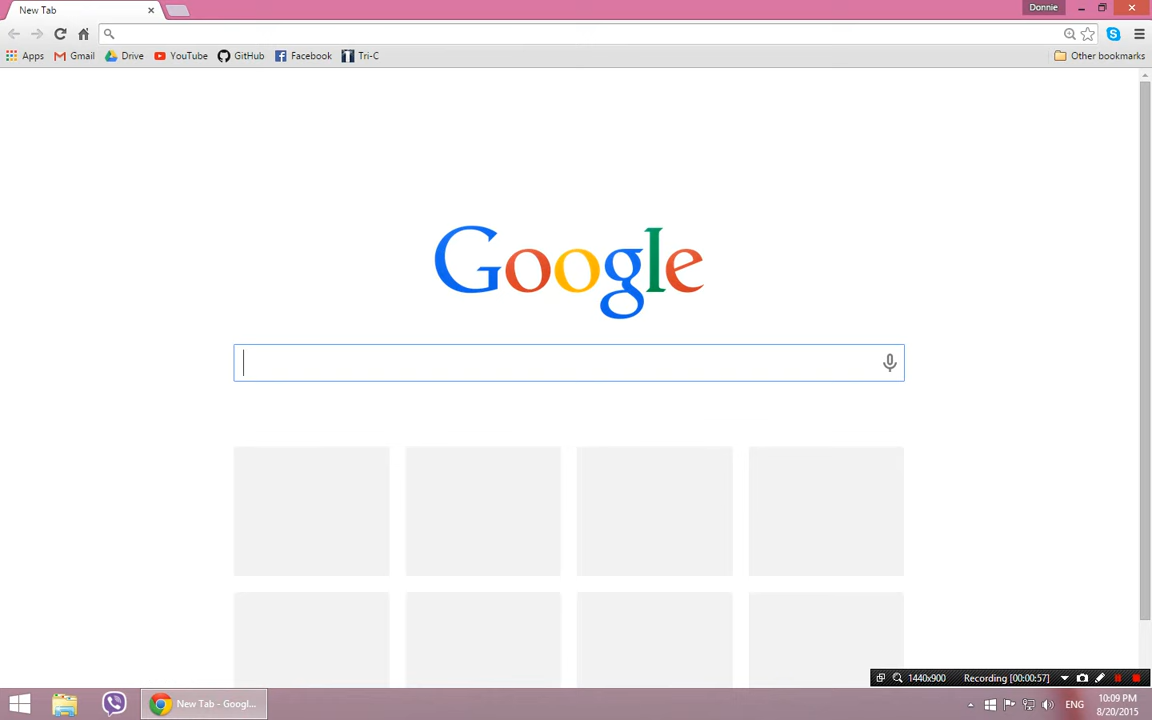 New Tab
Donnie
Apps Gmail Drive YouTube GitHub Facebook Tri-C Other bookmarks
Google
1440x900 Recording [00:00:57]
New Tab - Googl...
ENG
10:09 PM
8/20/2015